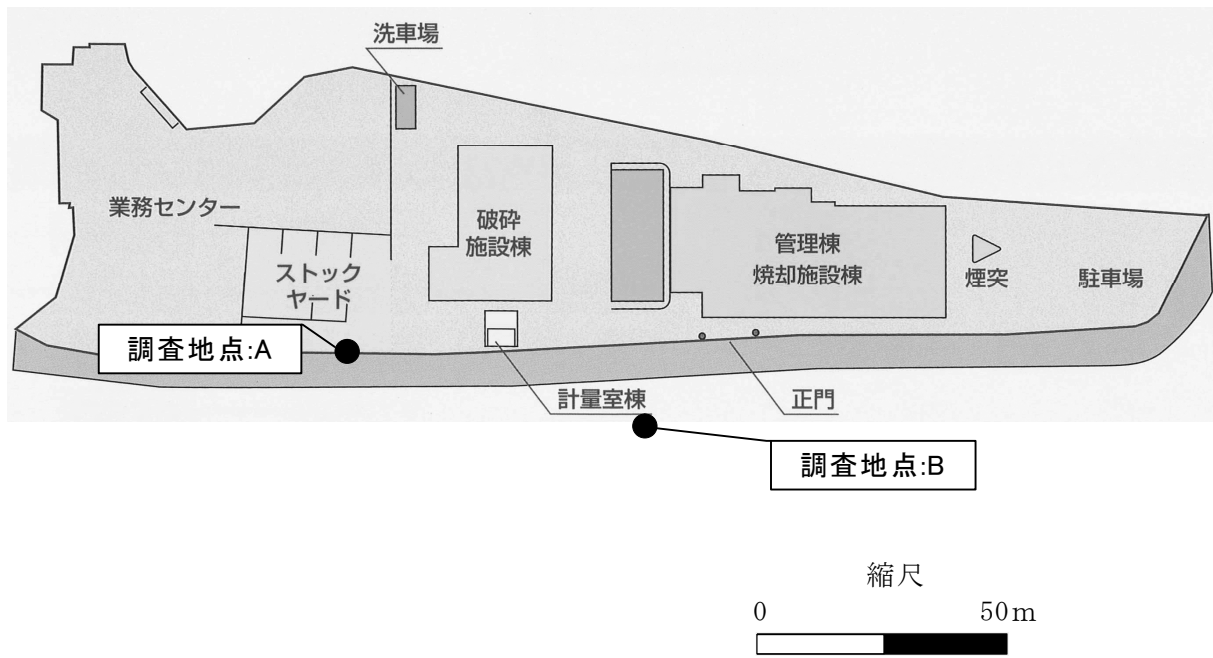 洗車場
業務センター
破砕
施設棟
管理棟
焼却施設棟
ストック
ヤード
煙突
駐車場
調査地点:A
計量室棟
正門
調査地点:B
縮尺
0
50m